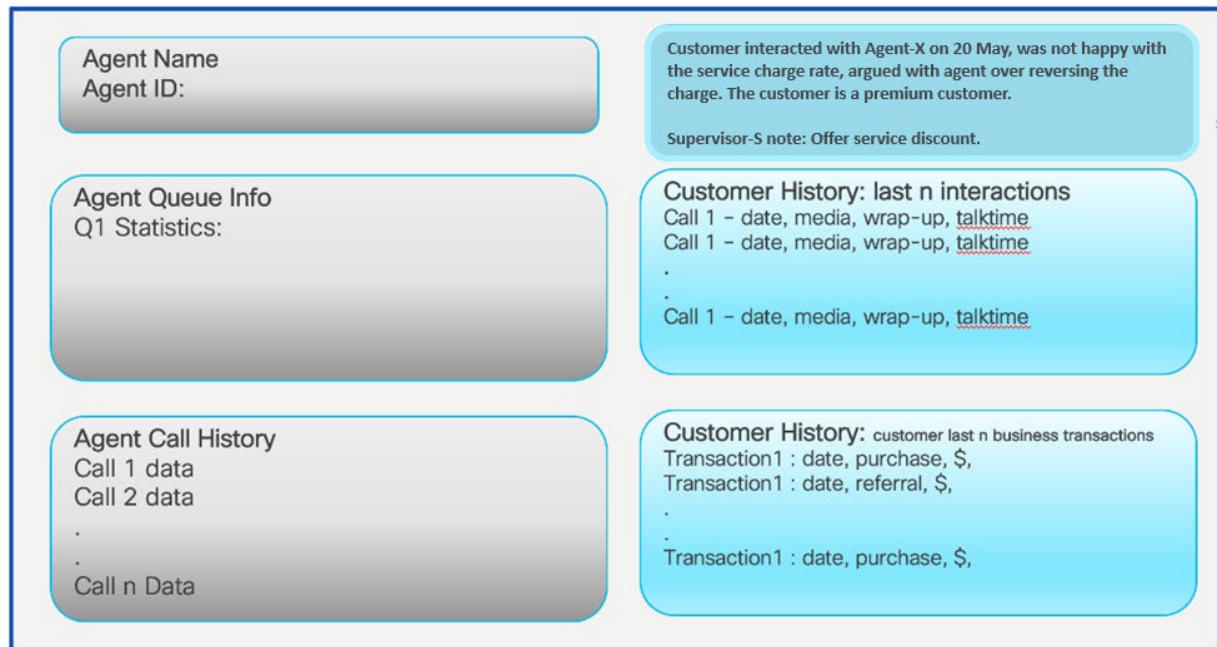 Agent Name
Agent ID:
Customer interacted with Agent-X on 20 May, was not happy with
the service charge rate, argued with agent over reversing the
charge. The customer is a premium customer.
Supervisor-S note: Offer service discount.
Agent Queue Info
Q1 Statistics:
Customer History: last n interactions
Call 1 – date, media, wrap-up, talktime
Call 1 – date, media, wrap-up, talktime
.
.
Call 1 – date, media, wrap-up, talktime
Agent Call History
Call 1 data
Call 2 data
.
.
Call n Data
Customer History: customer last n business transactions
Transaction1 : date, purchase, $,
Transaction1 : date, referral, $,
.
.
Transaction1 : date, purchase, $,